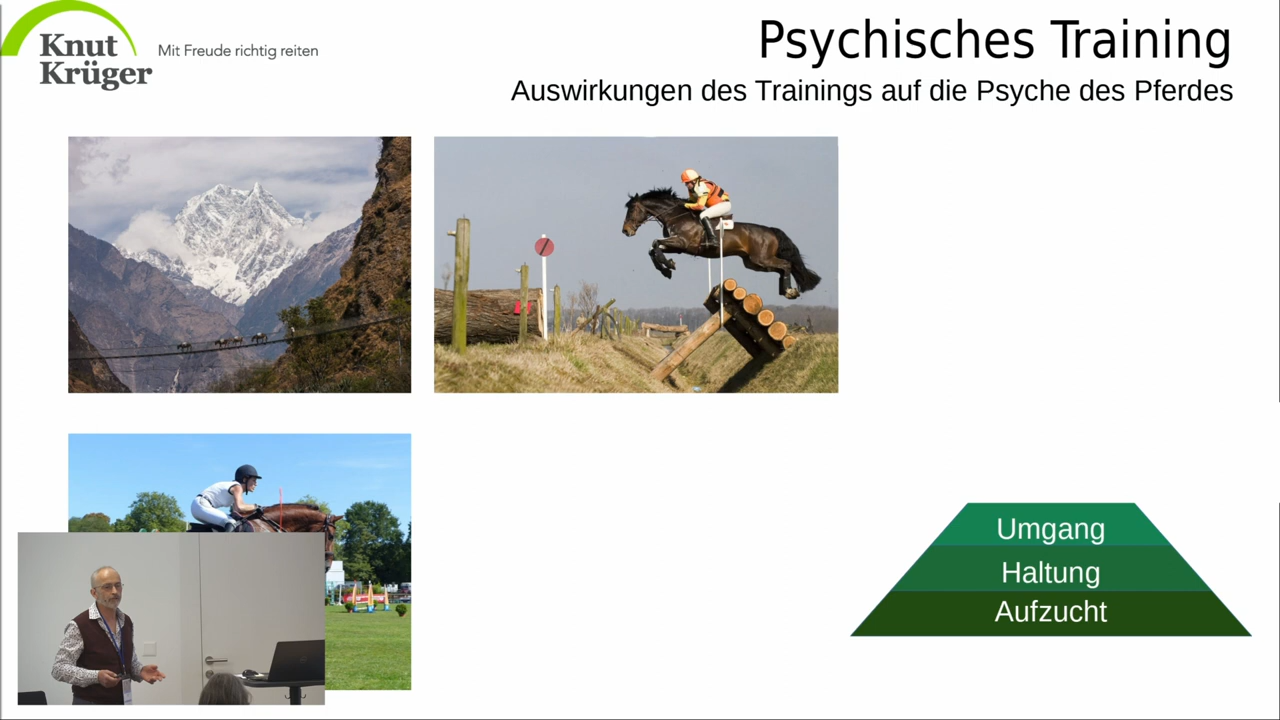 Knut
Krüger
Mit Freude richtig reiten
Psychisches Training
Auswirkungen des Trainings auf die Psyche des Pferdes
Umgang
Haltung
Aufzucht